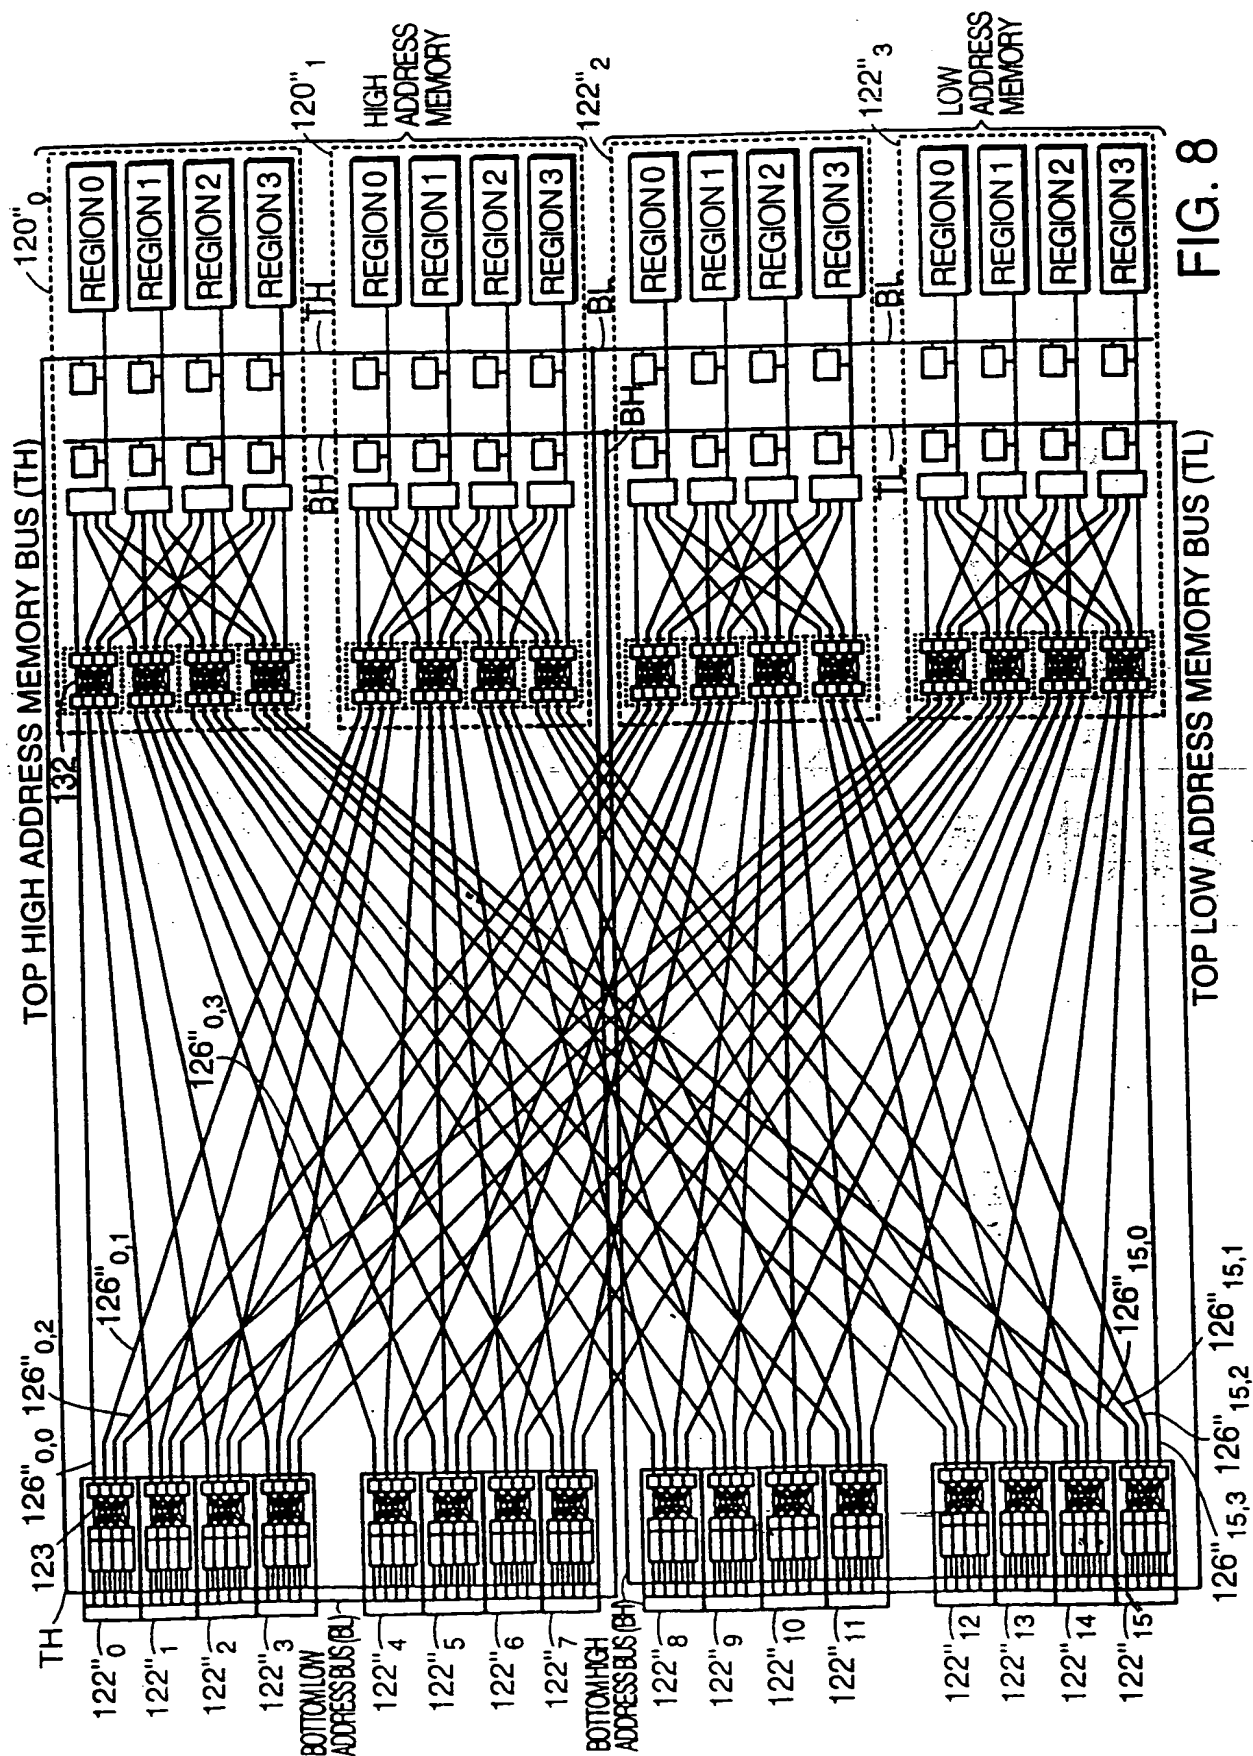 TOP HIGH ADDRESS MEMORY BUS (TH)
120"0
REGION 0
REGION 1
REGION 2
REGION 3
TH
BH
132"
120"1
HIGH
ADDRESS
MEMORY
REGION 0
REGION 1
REGION 2
REGION 3
BL
BH
122"2
REGION 0
REGION 1
REGION 2
REGION 3
BL
TL
122"3
LOW
ADDRESS
MEMORY
REGION 0
REGION 1
REGION 2
REGION 3
TOP LOW ADDRESS MEMORY BUS (TL)
126"0,0
126"0,2
126"0,1
126"0,3
123
TH
122"0
122"1
122"2
122"3
BOTTOM LOW
ADDRESS BUS (BL)
122"4
122"5
122"6
122"7
BOTTOM HIGH
ADDRESS BUS (BH)
122"8
122"9
122"10
122"11
122"12
122"13
122"14
122"15
126"15,0
126"15,1
126"15,2
126"15,3
FIG. 8